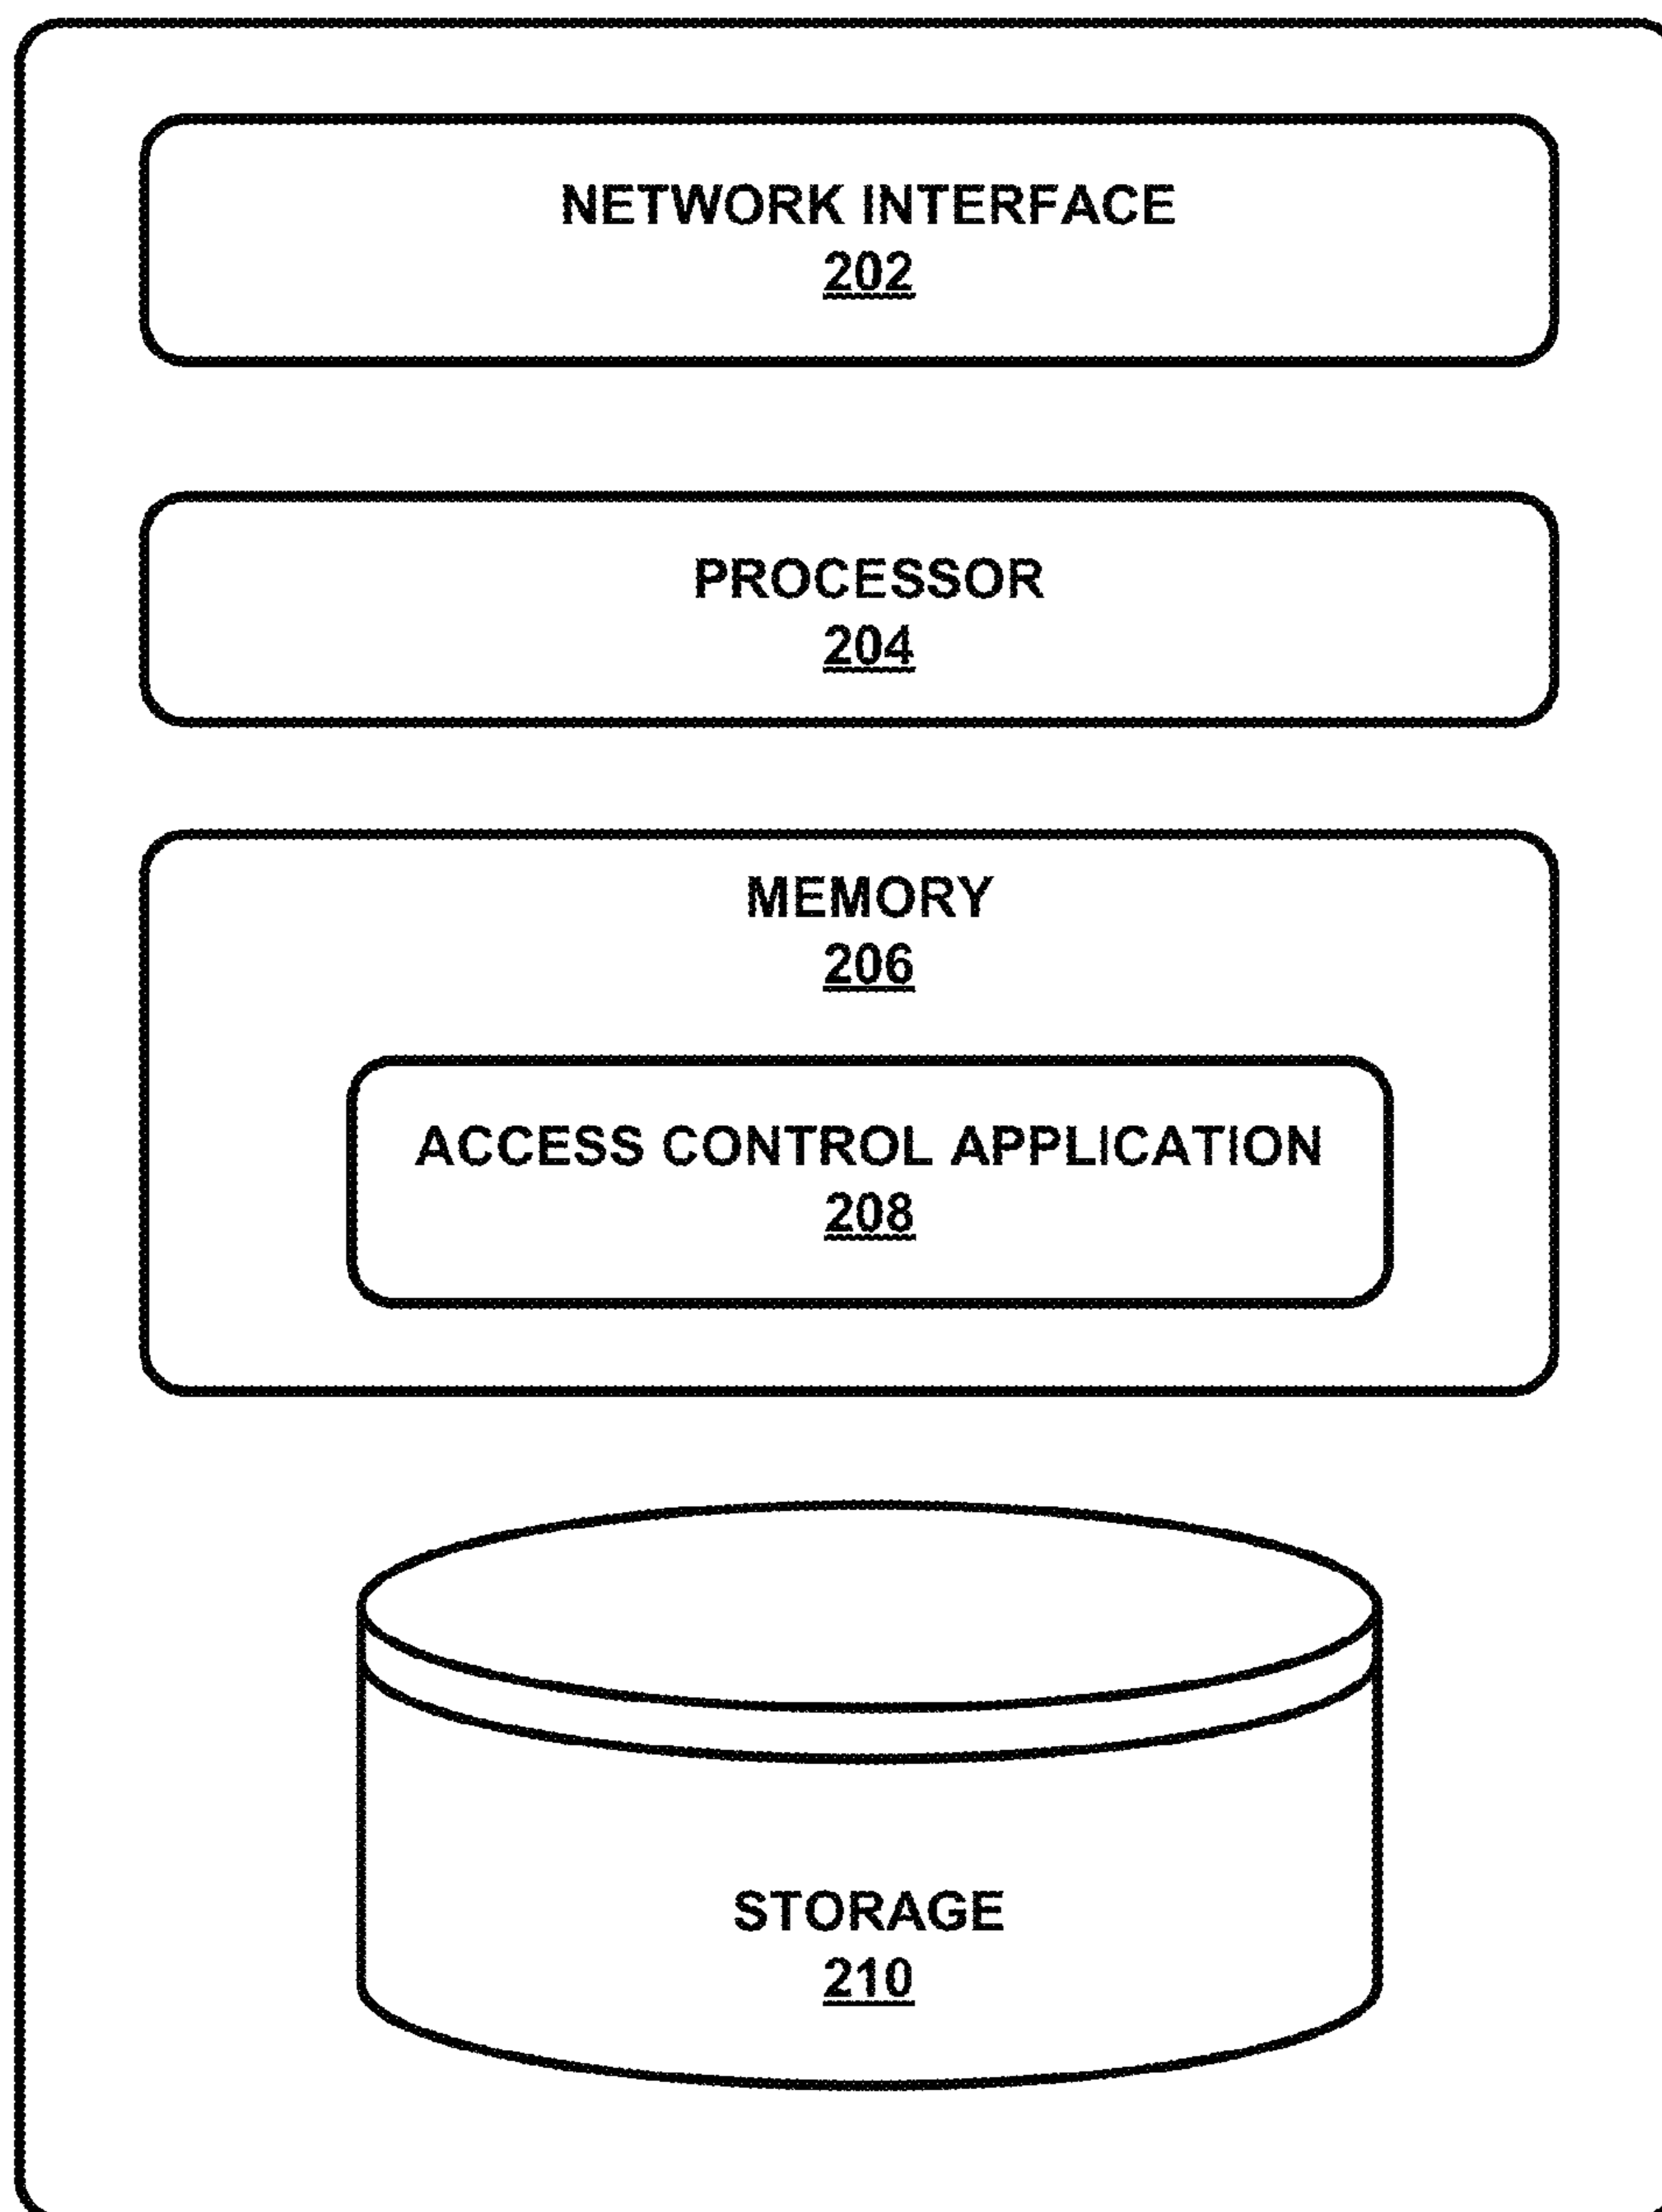 NETWORK INTERFACE
202
PROCESSOR
204
MEMORY
206
ACCESS CONTROL APPLICATION
208
STORAGE
210